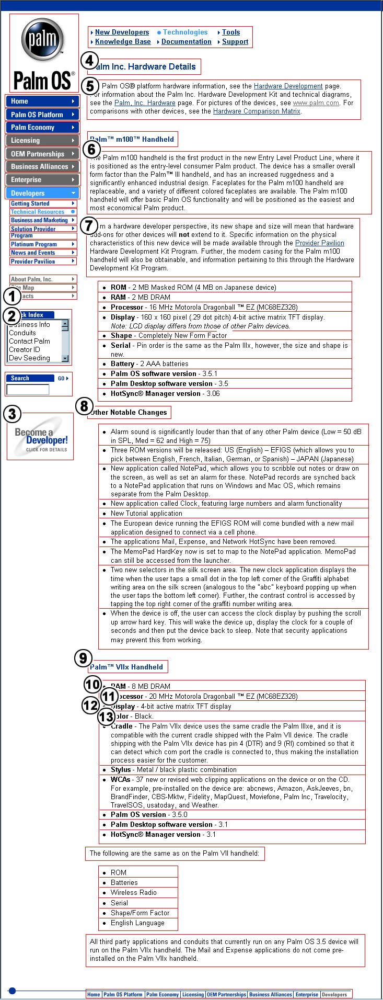 palm
™
Palm OS®
New Developers
Technologies
Tools
Knowledge Base
Documentation
Support
Home
Palm OS Platform
Palm Economy
Licensing
OEM Partnerships
Business Alliances
Enterprise
Developers
Getting Started
Technical Resources
Business and Marketing
Solution Provider
Program
Platinum Program
News and Events
Provider Pavilion
About Palm, Inc.
Map
1
acts
2
Index
Business Info
Conduits
Contact Palm
Creator ID
Dev Seeding
Search
GO
3
Become a
Developer!
CLICK FOR DETAILS
4
Palm Inc. Hardware Details
5
Palm OS® platform hardware information, see the Hardware Development page.
For information about the Palm Inc. Hardware Development Kit and technical diagrams,
see the Palm, Inc. Hardware page. For pictures of the devices, see www.palm.com. For
comparisons with other devices, see the Hardware Comparison Matrix.
Palm™ m100™ Handheld
6
The Palm m100 handheld is the first product in the new Entry Level Product Line, where it
is positioned as the entry-level consumer Palm product. The device has a smaller overall
form factor than the Palm™ III handheld, and has an increased ruggedness and a
significantly enhanced industrial design. Faceplates for the Palm m100 handheld are
replaceable, and a variety of different colored faceplates are available. The Palm m100
handheld will offer basic Palm OS functionality and will be positioned as the easiest and
most economical Palm product.
7
a hardware developer perspective, its new shape and size will mean that hardware
add-ons for other devices will not extend to it. Specific information on the physical
characteristics of this new device will be made available through the Provider Pavilion
Hardware Development Kit Program. Further, the modem casing for the Palm m100
handheld will also be obtainable, and information pertaining to this through the Hardware
Development Kit Program.
• ROM - 2 MB Masked ROM (4 MB on Japanese device)
• RAM - 2 MB DRAM
• Processor - 16 MHz Motorola Dragonball ™ EZ (MC68EZ328)
• Display - 160 x 160 pixel (.29 dot pitch) 4-bit active matrix TFT display.
Note: LCD display differs from those of other Palm devices.
• Shape - Completely New Form Factor
• Serial - Pin order is the same as the Palm IIIx, however, the size and shape is
new.
• Battery - 2 AAA batteries
• Palm OS software version - 3.5.1
• Palm Desktop software version - 3.5
• HotSync® Manager version - 3.06
8
Other Notable Changes
• Alarm sound is significantly louder than that of any other Palm device (Low = 50 dB
in SPL, Med = 62 and High = 75)
• Three ROM versions will be released: US (English) – EFIGS (which allows you to
pick between English, French, Italian, German, or Spanish) – JAPAN (Japanese)
• New application called NotePad, which allows you to scribble out notes or draw on
the screen, as well as set an alarm for these. NotePad records are synched back
to a NotePad application that runs on Windows and Mac OS, which remains
separate from the Palm Desktop.
• New application called Clock, featuring large numbers and alarm functionality
• New Tutorial application
• The European device running the EFIGS ROM will come bundled with a new mail
application designed to connect via a cell phone.
• The applications Mail, Expense, and Network HotSync have been removed.
• The MemoPad HardKey now is set to map to the NotePad application. MemoPad
can still be accessed from the launcher.
• Two new selectors in the silk screen area. The new clock application displays the
time when the user taps a small dot in the top left corner of the Graffiti alphabet
writing area on the silk screen (analogous to the "abc" keyboard popping up when
the user taps the bottom left corner). Further, the contrast control is accessed by
tapping the top right corner of the graffiti number writing area.
• When the device is off, the user can access the clock display by pushing the scroll
up arrow hard key. This will wake the device up, display the clock for a couple of
seconds and then put the device back to sleep. Note that security applications
may prevent this from working.
9
Palm™ VIIx Handheld
10
RAM - 8 MB DRAM
11
Processor - 20 MHz Motorola Dragonball ™ EZ (MC68EZ328)
12
Display - 4-bit active matrix TFT display
13
Color - Black.
• Cradle - The Palm VIIx device uses the same cradle the Palm IIIxe, and it is
compatible with the current cradle shipped with the Palm VII device. The cradle
shipping with the Palm VIIx device has pin 4 (DTR) and 9 (RI) combined so that it
can detect which com port the cradle is connected to, thus making the installation
process easier for the customer.
• Stylus - Metal / black plastic combination
• WCAs - 37 new or revised web clipping applications on the device or on the CD.
For example, pre-installed on the device are: abcnews, Amazon, AskJeeves, bn,
BrandFinder, CBS-Mktw, Fidelity, MapQuest, Moviefone, Palm Inc, Travelocity,
TravelSOS, usatoday, and Weather.
• Palm OS version - 3.5.0
• Palm Desktop software version - 3.1
• HotSync® Manager version - 3.1
The following are the same as on the Palm VII handheld:
• ROM
• Batteries
• Wireless Radio
• Serial
• Shape/Form Factor
• English Language
All third party applications and conduits that currently run on any Palm OS 3.5 device will
run on the Palm VIIx handheld. The Mail and Expense applications do not come pre-
installed on the Palm VIIx handheld.
Home | Palm OS Platform | Palm Economy | Licensing | OEM Partnerships | Business Alliances | Enterprise | Developers